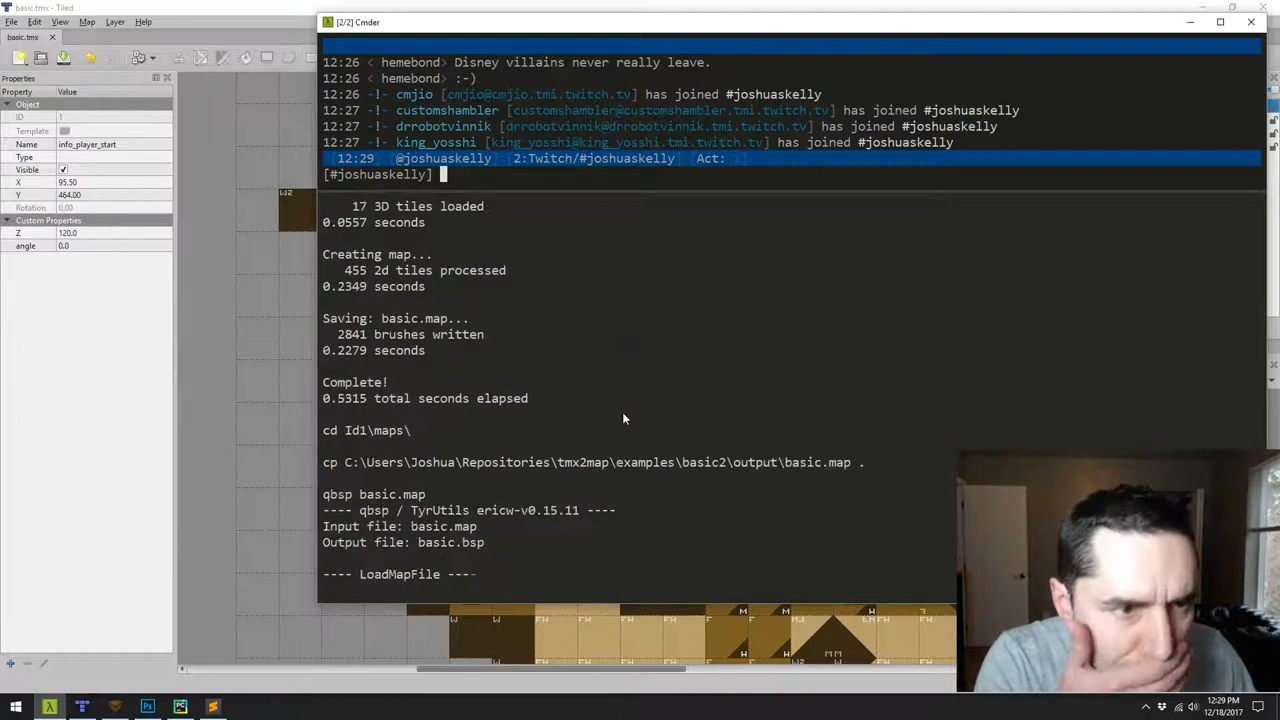 basic.tmx - Tiled
File Edit View Map Layer Help
basic.tmx
Properties
Property Value
Object
ID 1
Template
Name info_player_start
Type
Visible
X 95.50
Y 464.00
Rotation 0.00
Custom Properties
Z 120.0
angle 0.0
WZ
[2/2] Cmder
12:26 < hemebond> Disney villains never really leave.
12:26 < hemebond> :-)
12:26 -!- cmjio [cmjio@cmjio.tmi.twitch.tv] has joined #joshuaskelly
12:27 -!- customshambler [customshambler@customshambler.tmi.twitch.tv] has joined #joshuaskelly
12:27 -!- drrobotvinnik [drrobotvinnik@drrobotvinnik.tmi.twitch.tv] has joined #joshuaskelly
12:27 -!- king_yosshi [king_yosshi@king_yosshi.tmi.twitch.tv] has joined #joshuaskelly
[12:29] [@joshuaskelly] [2:Twitch/#joshuaskelly] [Act: 1]
[#joshuaskelly]
17 3D tiles loaded
0.0557 seconds
Creating map...
455 2d tiles processed
0.2349 seconds
Saving: basic.map...
2841 brushes written
0.2279 seconds
Complete!
0.5315 total seconds elapsed
cd Id1\maps\
cp C:\Users\Joshua\Repositories\tmx2map\examples\basic2\output\basic.map .
qbsp basic.map
---- qbsp / TyrUtils ericw-v0.15.11 ----
Input file: basic.map
Output file: basic.bsp
---- LoadMapFile ----
12:29 PM
12/18/2017